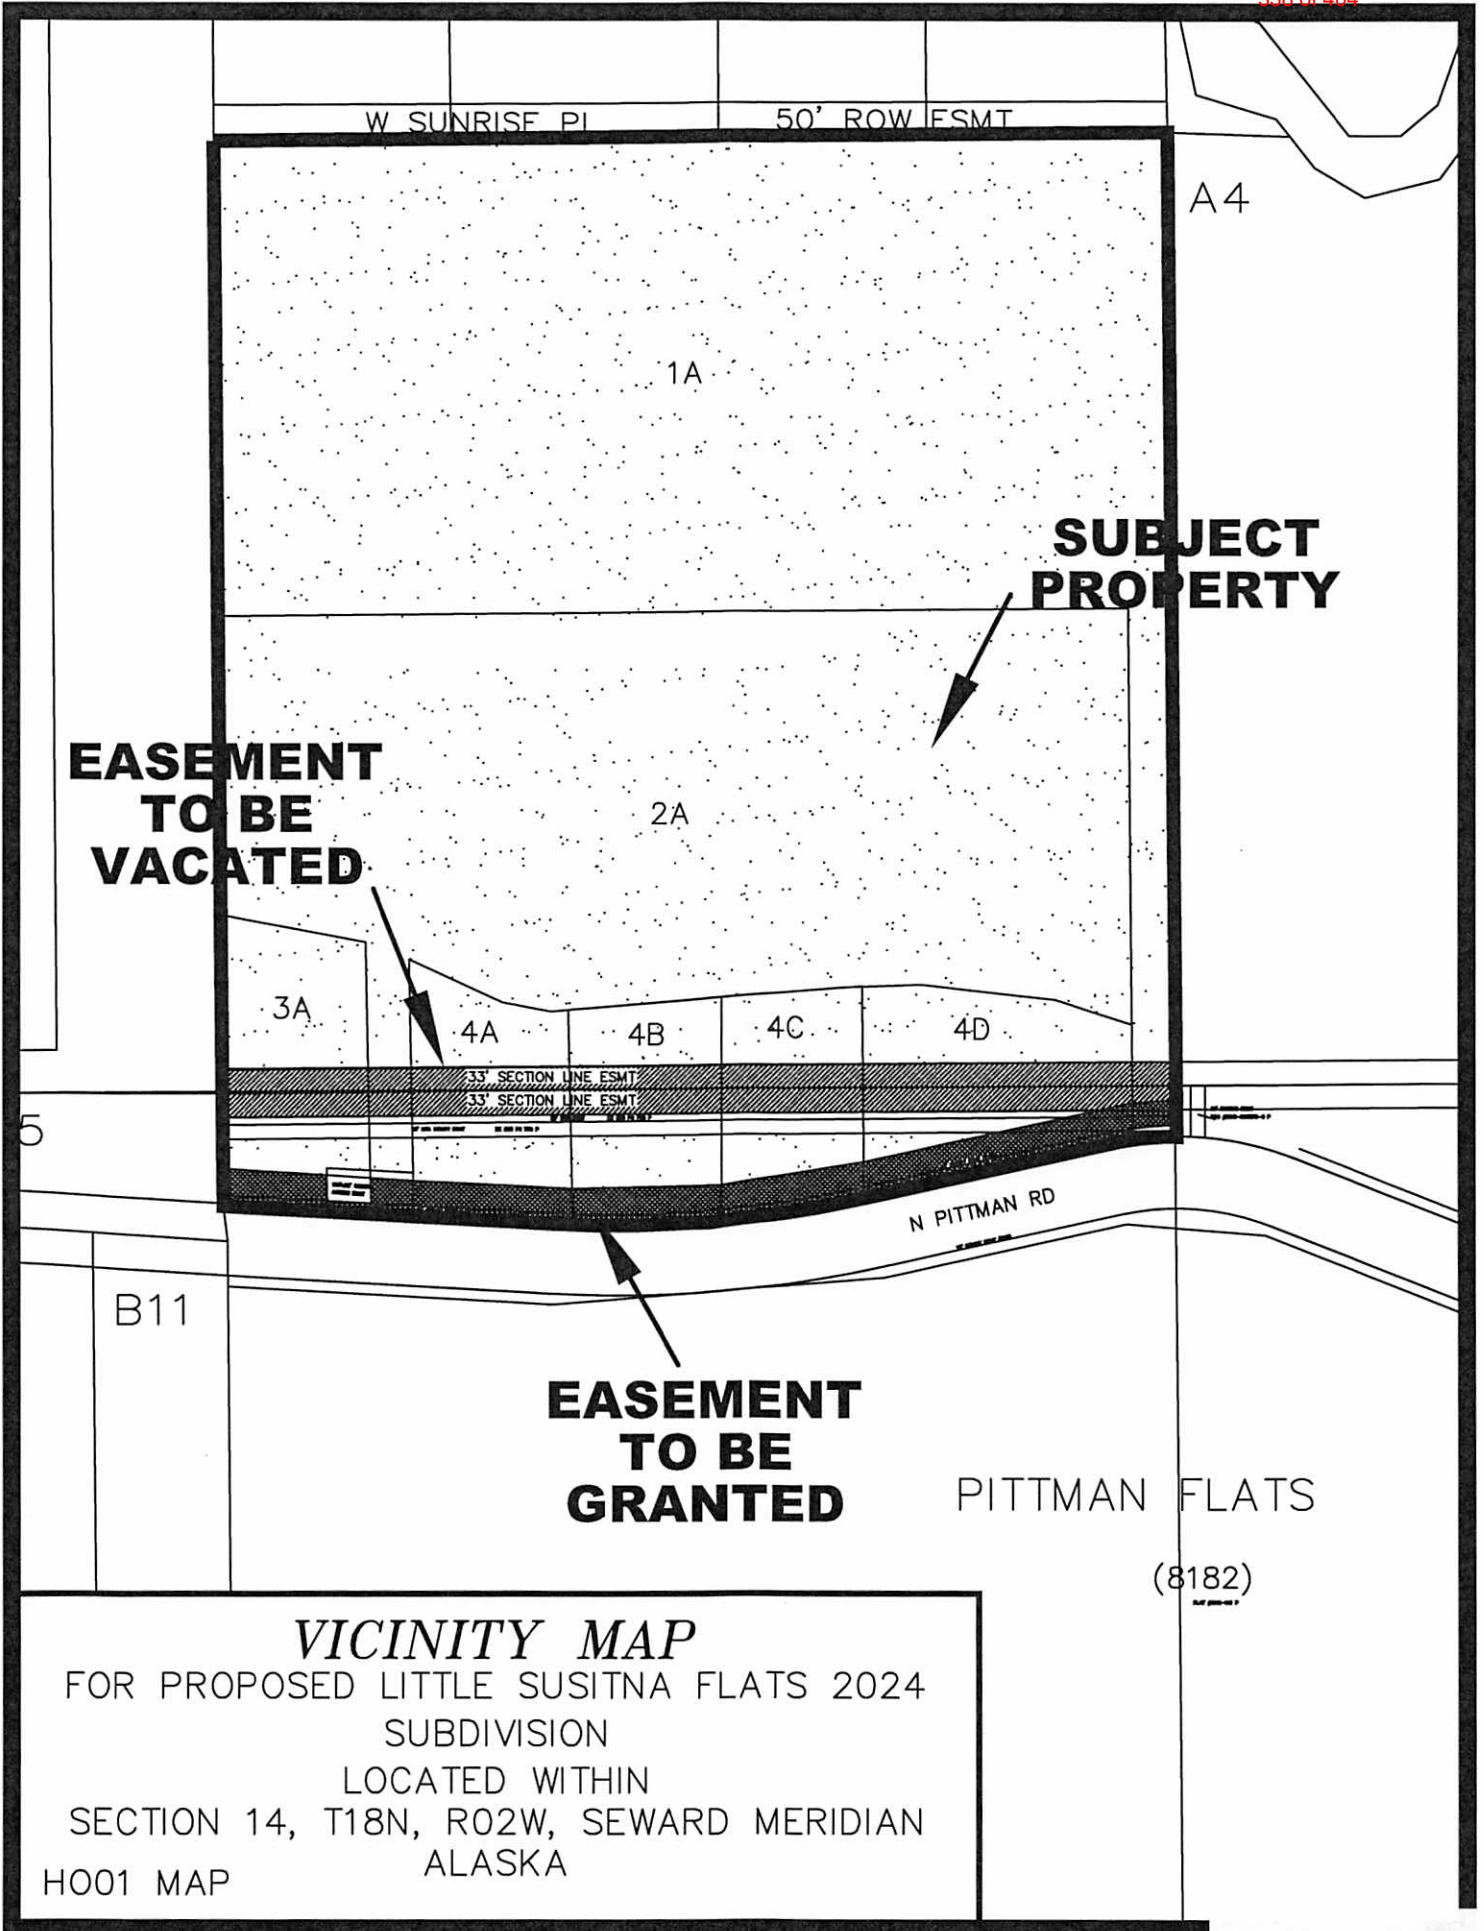 W SUNRISE PL
50' ROW ESMT
A4
1A
SUBJECT
PROPERTY
EASEMENT
TO BE
VACATED
2A
3A
4A
4B
4C
4D
33' SECTION LINE ESMT
33' SECTION LINE ESMT
5
N PITTMAN RD
B11
EASEMENT
TO BE
GRANTED
PITTMAN FLATS
(8182)
VICINITY MAP
FOR PROPOSED LITTLE SUSITNA FLATS 2024
SUBDIVISION
LOCATED WITHIN
SECTION 14, T18N, R02W, SEWARD MERIDIAN
ALASKA
HO01 MAP